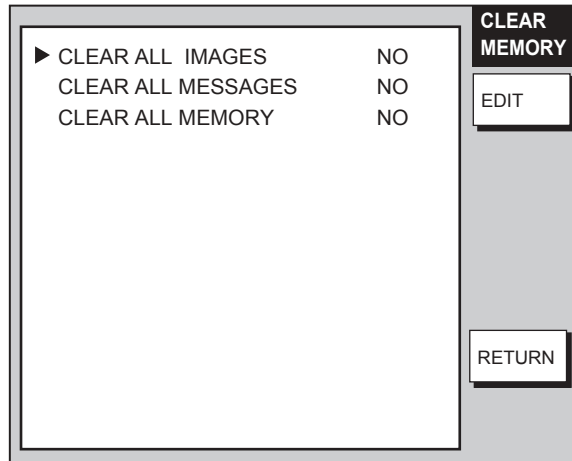 CLEAR ALL IMAGES NO
CLEAR ALL MESSAGES NO
CLEAR ALL MEMORY NO
CLEAR
MEMORY
EDIT
RETURN